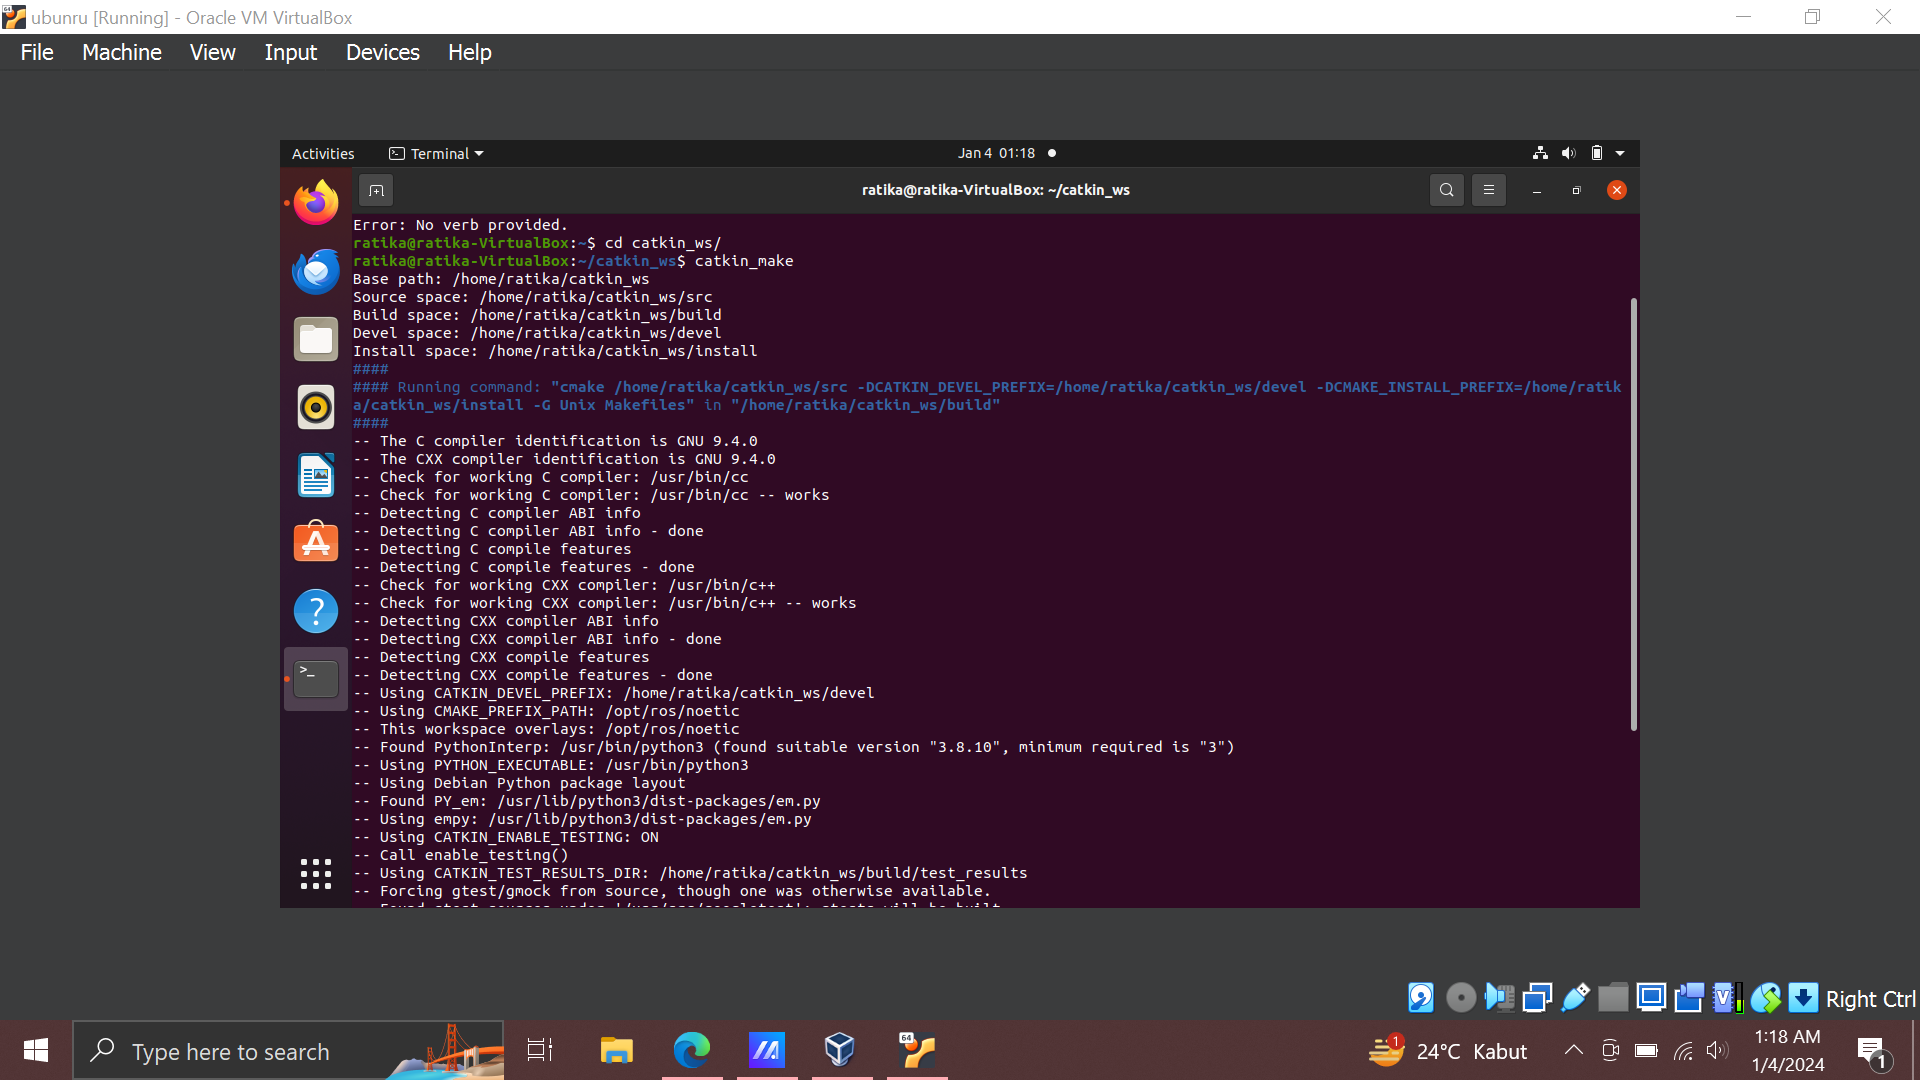 ubunru [Running] - Oracle VM VirtualBox
File Machine View Input Devices Help
Activities Terminal Jan 4 01:18
ratika@ratika-VirtualBox: ~/catkin_ws
Error: No verb provided.
ratika@ratika-VirtualBox:~$ cd catkin_ws/
ratika@ratika-VirtualBox:~/catkin_ws$ catkin_make
Base path: /home/ratika/catkin_ws
Source space: /home/ratika/catkin_ws/src
Build space: /home/ratika/catkin_ws/build
Devel space: /home/ratika/catkin_ws/devel
Install space: /home/ratika/catkin_ws/install
####
#### Running command: "cmake /home/ratika/catkin_ws/src -DCATKIN_DEVEL_PREFIX=/home/ratika/catkin_ws/devel -DCMAKE_INSTALL_PREFIX=/home/ratik
a/catkin_ws/install -G Unix Makefiles" in "/home/ratika/catkin_ws/build"
####
-- The C compiler identification is GNU 9.4.0
-- The CXX compiler identification is GNU 9.4.0
-- Check for working C compiler: /usr/bin/cc
-- Check for working C compiler: /usr/bin/cc -- works
-- Detecting C compiler ABI info
-- Detecting C compiler ABI info - done
-- Detecting C compile features
-- Detecting C compile features - done
-- Check for working CXX compiler: /usr/bin/c++
-- Check for working CXX compiler: /usr/bin/c++ -- works
-- Detecting CXX compiler ABI info
-- Detecting CXX compiler ABI info - done
-- Detecting CXX compile features
-- Detecting CXX compile features - done
-- Using CATKIN_DEVEL_PREFIX: /home/ratika/catkin_ws/devel
-- Using CMAKE_PREFIX_PATH: /opt/ros/noetic
-- This workspace overlays: /opt/ros/noetic
-- Found PythonInterp: /usr/bin/python3 (found suitable version "3.8.10", minimum required is "3")
-- Using PYTHON_EXECUTABLE: /usr/bin/python3
-- Using Debian Python package layout
-- Found PY_em: /usr/lib/python3/dist-packages/em.py
-- Using empy: /usr/lib/python3/dist-packages/em.py
-- Using CATKIN_ENABLE_TESTING: ON
-- Call enable_testing()
-- Using CATKIN_TEST_RESULTS_DIR: /home/ratika/catkin_ws/build/test_results
-- Forcing gtest/gmock from source, though one was otherwise available.
Right Ctrl
Type here to search
64
1
24°C Kabut
1:18 AM
1/4/2024
1